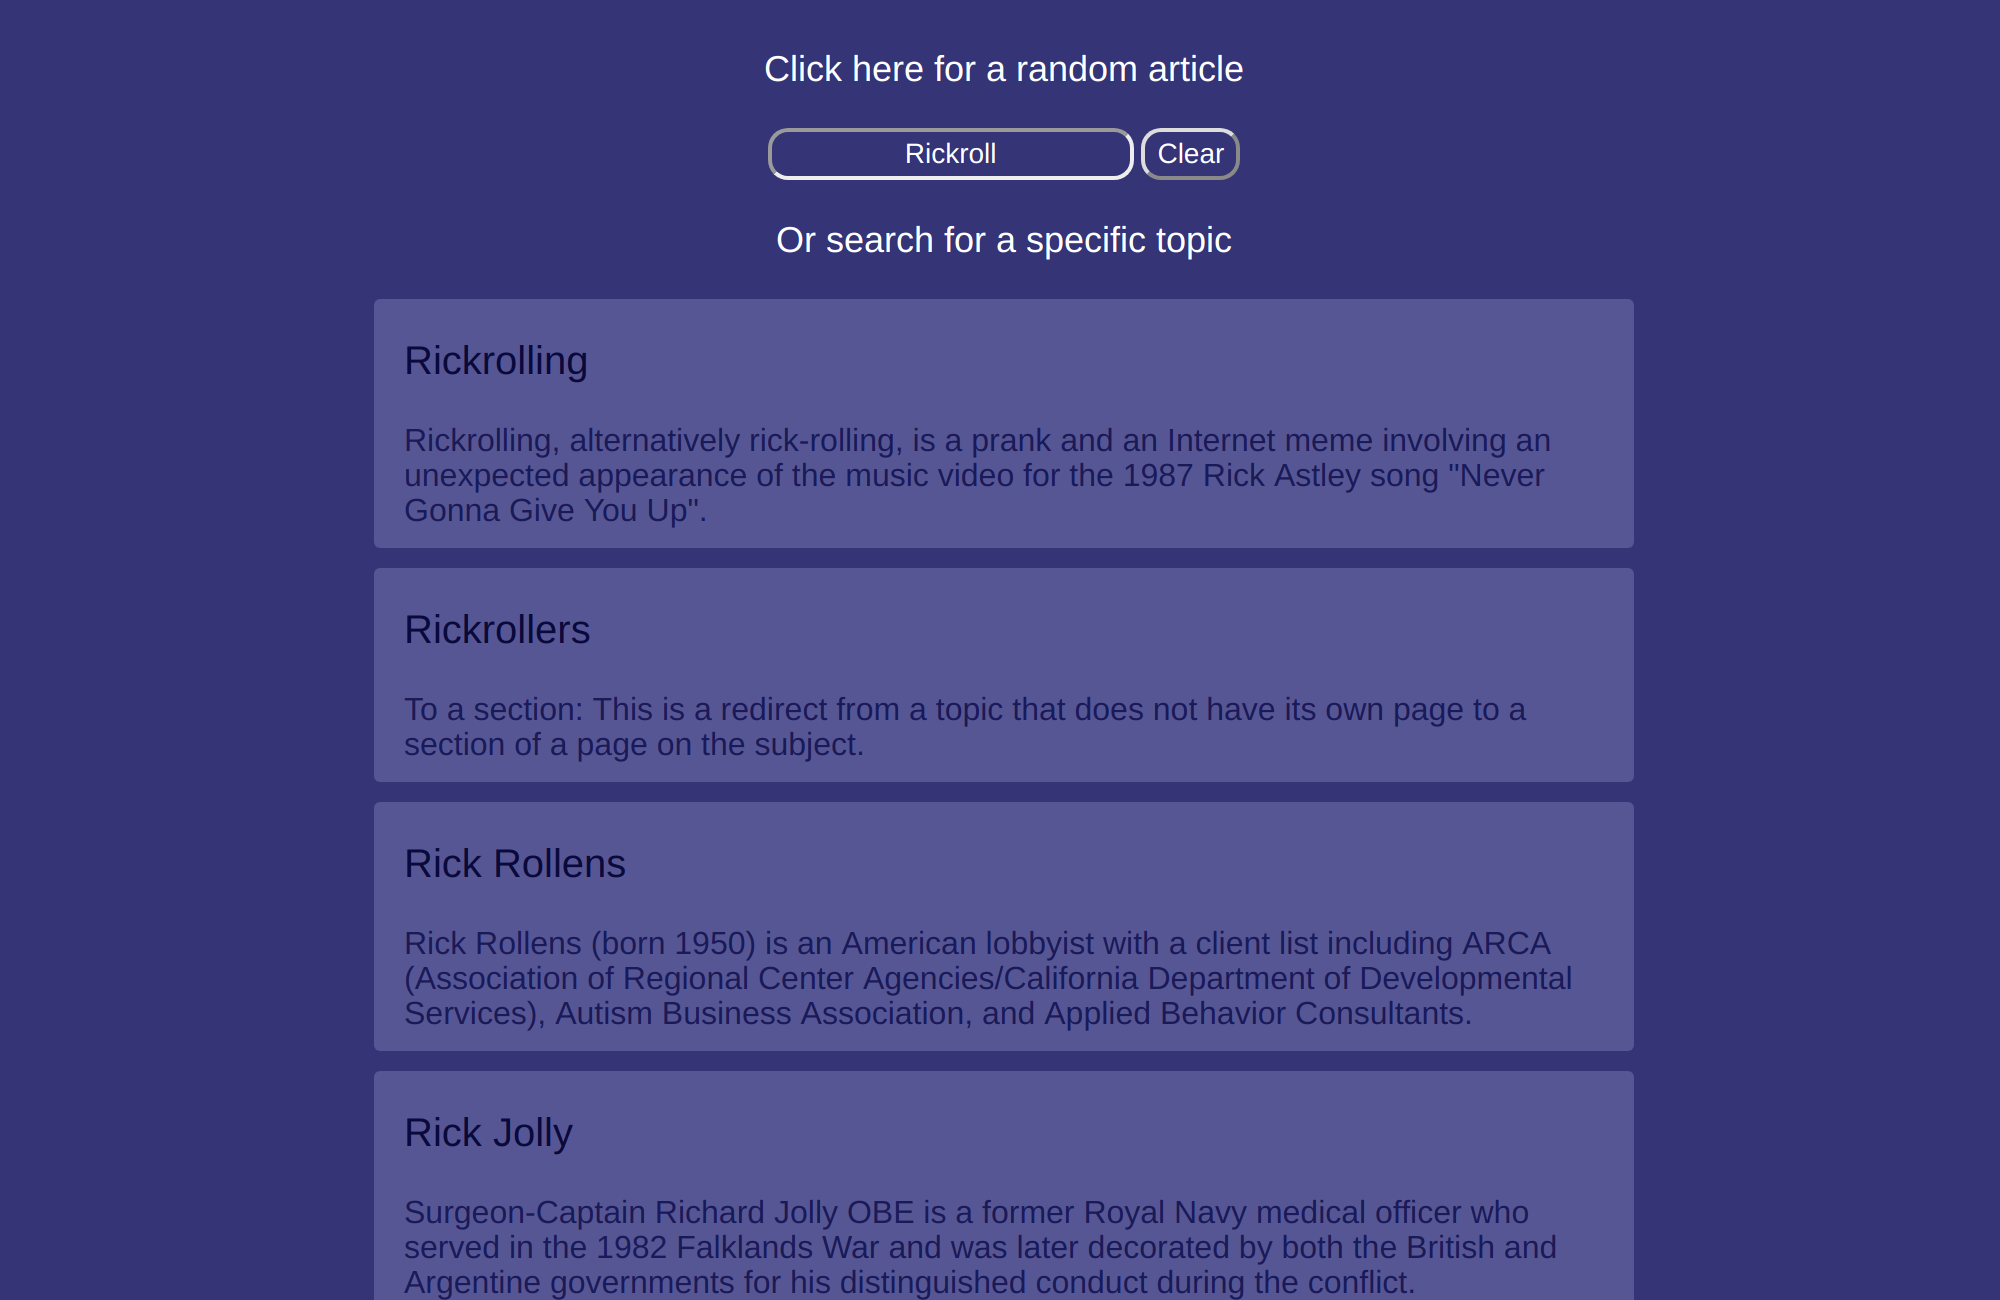 Click here for a random article
Rickroll
Clear
Or search for a specific topic
Rickrolling
Rickrolling, alternatively rick-rolling, is a prank and an Internet meme involving an
unexpected appearance of the music video for the 1987 Rick Astley song "Never
Gonna Give You Up".
Rickrollers
To a section: This is a redirect from a topic that does not have its own page to a
section of a page on the subject.
Rick Rollens
Rick Rollens (born 1950) is an American lobbyist with a client list including ARCA
(Association of Regional Center Agencies/California Department of Developmental
Services), Autism Business Association, and Applied Behavior Consultants.
Rick Jolly
Surgeon-Captain Richard Jolly OBE is a former Royal Navy medical officer who
served in the 1982 Falklands War and was later decorated by both the British and
Argentine governments for his distinguished conduct during the conflict.